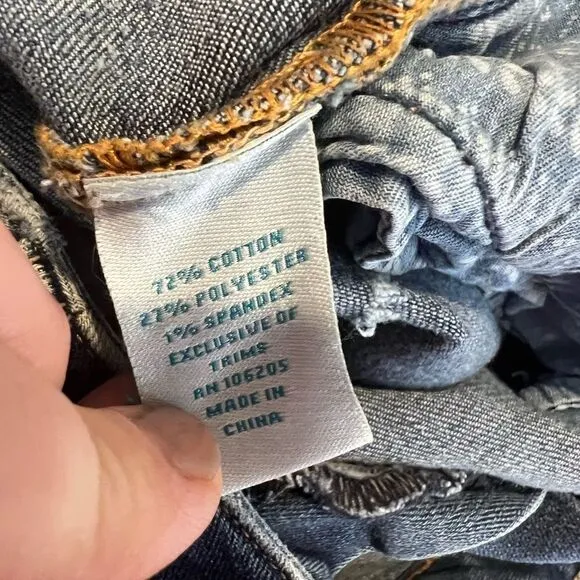 72% COTTON
27% POLYESTER
1% SPANDEX
EXCLUSIVE OF
TRIMS
RN 106205
MADE IN
CHINA